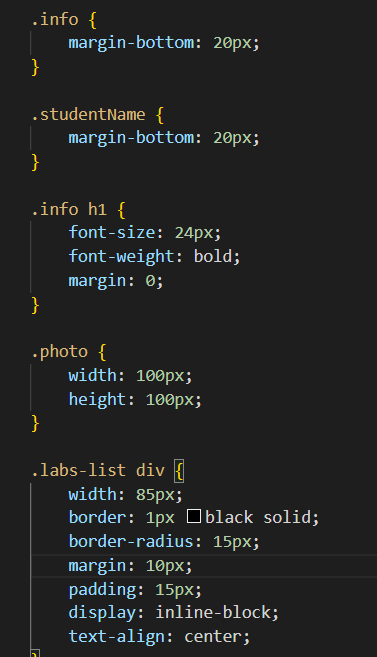 .info {
    margin-bottom: 20px;
}

.studentName {
    margin-bottom: 20px;
}

.info h1 {
    font-size: 24px;
    font-weight: bold;
    margin: 0;
}

.photo {
    width: 100px;
    height: 100px;
}

.labs-list div {
    width: 85px;
    border: 1px black solid;
    border-radius: 15px;
    margin: 10px;
    padding: 15px;
    display: inline-block;
    text-align: center;
}